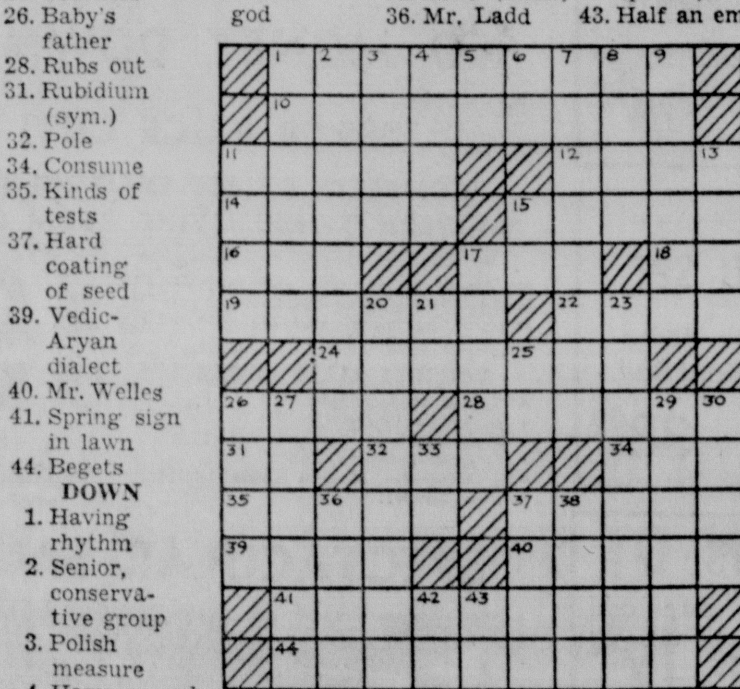 26. Baby's
father
28. Rubs out
31. Rubidium
(sym.)
32. Pole
34. Consume
35. Kinds of
tests
37. Hard
coating
of seed
39. Vedic-
Aryan
dialect
40. Mr. Welles
41. Spring sign
in lawn
44. Begets
DOWN
1. Having
rhythm
2. Senior,
conserva-
tive group
3. Polish
measure
god
36. Mr. Ladd
43. Half an em
1 2 3 4 5 6 7 8 9
10
11 12 13
14 15
16 17 18
19 20 21 22 23
24 25
26 27 28 29 30
31 32 33 34
35 36 37 38
39 40
41 42 43
44